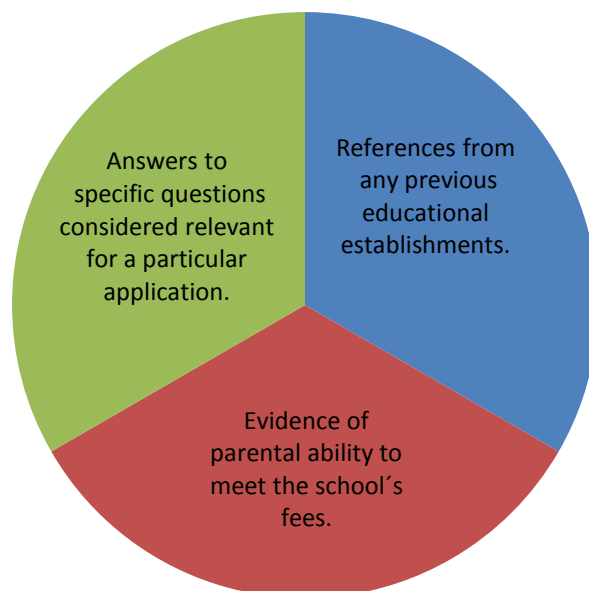 Answers to
specific questions
considered relevant
for a particular
application.
References from
any previous
educational
establishments.
Evidence of
parental ability to
meet the school´s
fees.